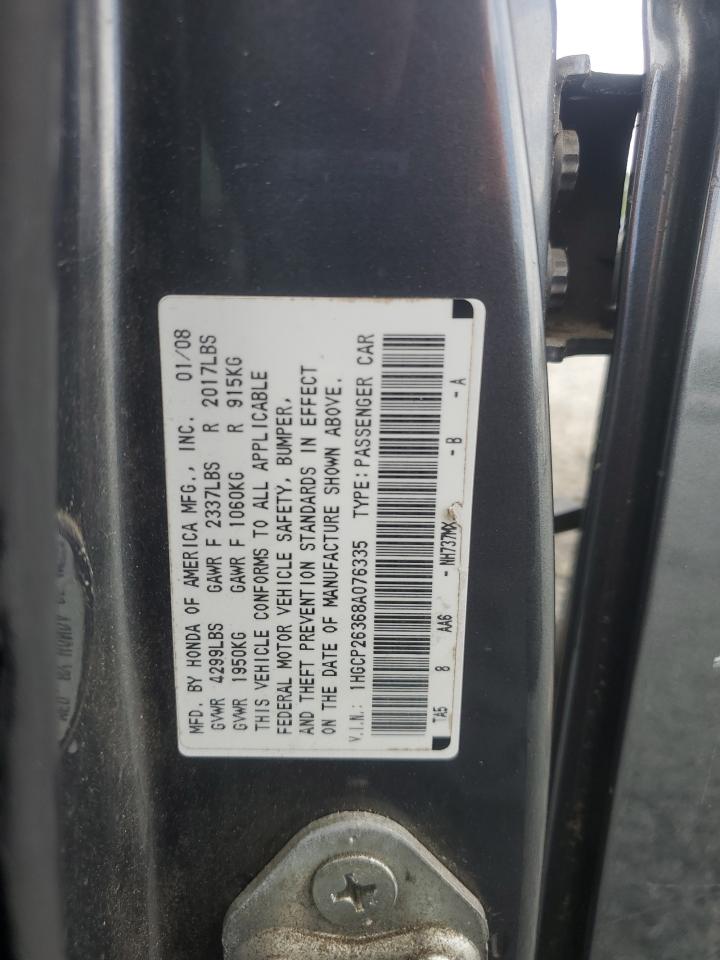 MFD. BY HONDA OF AMERICA MFG., INC. 01/08
GVWR 4299LBS GAWR F 2337LBS R 2017LBS
GVWR 1950KG GAWR F 1060KG R 915KG
THIS VEHICLE CONFORMS TO ALL APPLICABLE
FEDERAL MOTOR VEHICLE SAFETY, BUMPER,
AND THEFT PREVENTION STANDARDS IN EFFECT
ON THE DATE OF MANUFACTURE SHOWN ABOVE.
V.I.N.: 1HGCP26368A076335 TYPE: PASSENGER CAR
TA5 8 AA6 -NH737MX -B -A